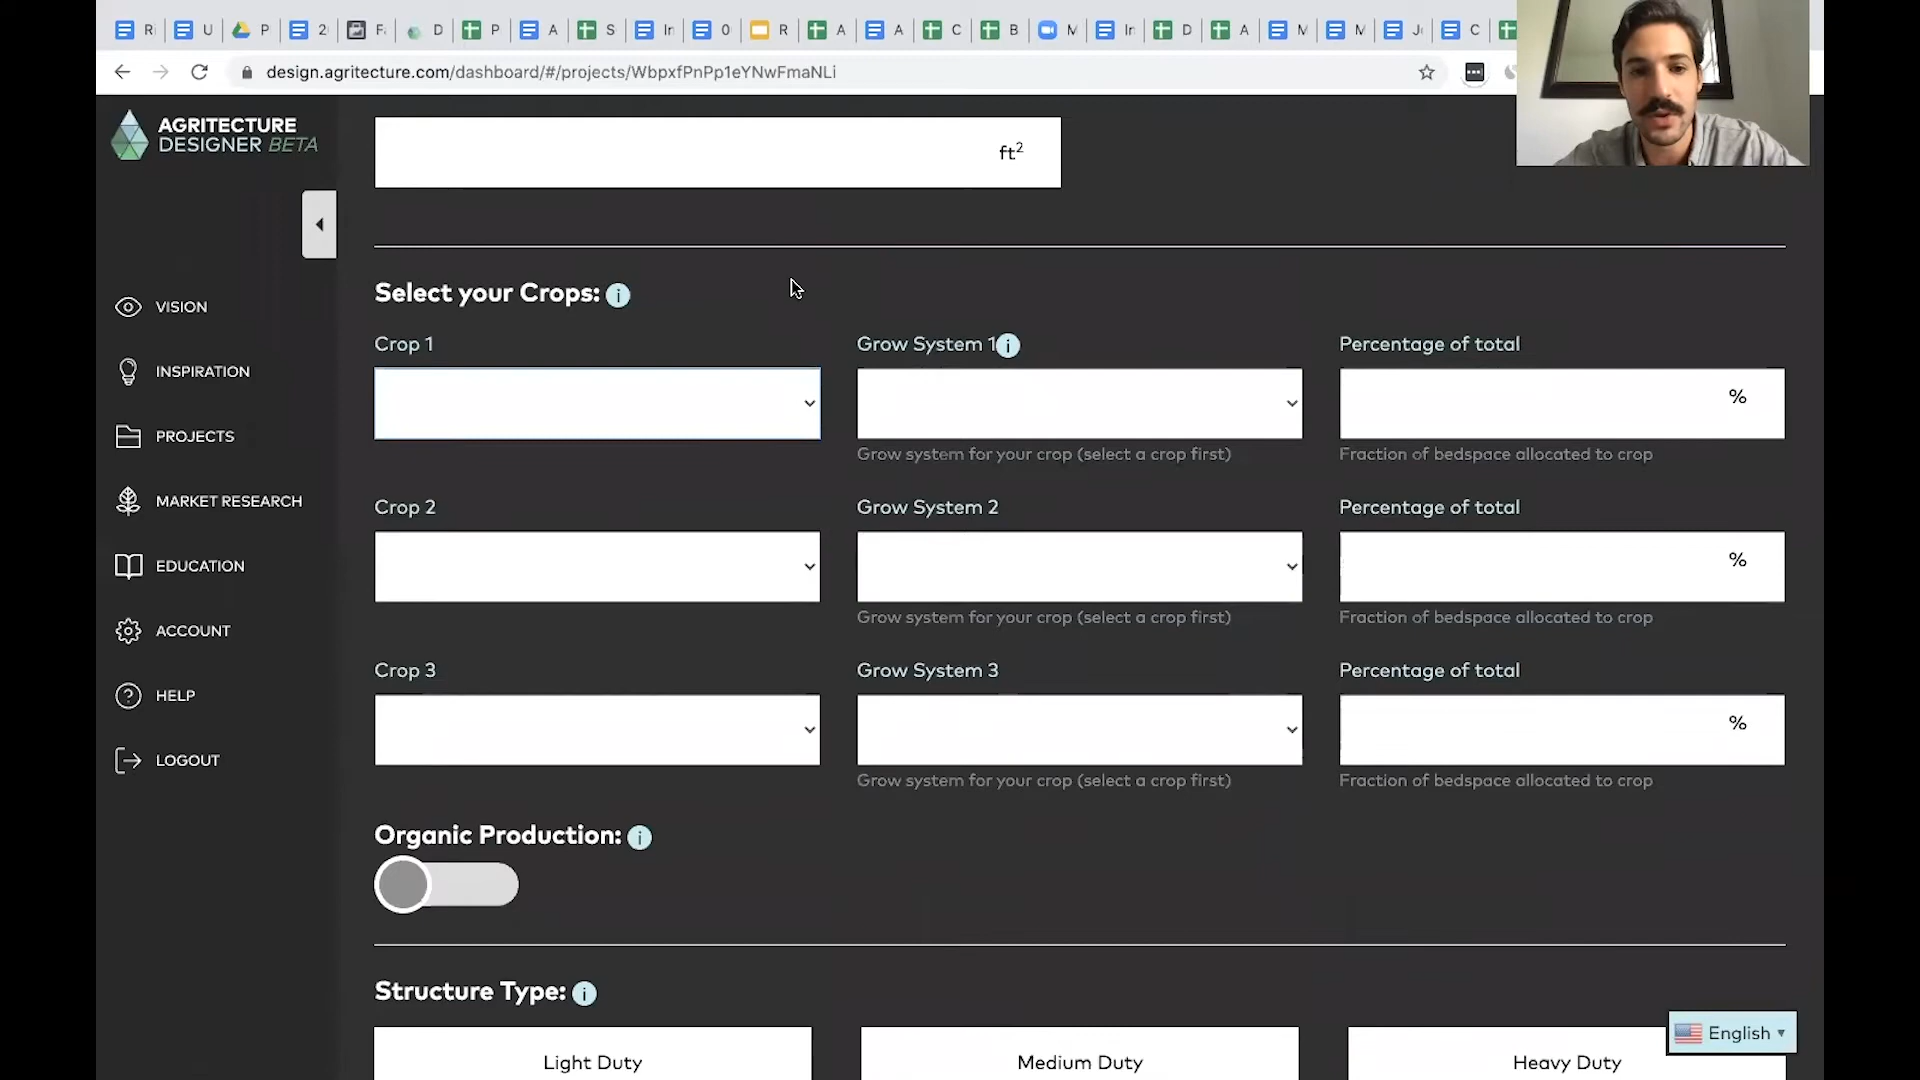 R U P 2 F D P A S In 0 R A A C B M In D A M M J C
design.agritecture.com/dashboard/#/projects/WbpxfPnPp1eYNwFmaNLi
AGRITECTURE
DESIGNER BETA
ft²
VISION
INSPIRATION
PROJECTS
MARKET RESEARCH
EDUCATION
ACCOUNT
HELP
LOGOUT
Select your Crops: i
Crop 1
Grow System 1 i
Percentage of total
%
Grow system for your crop (select a crop first)
Fraction of bedspace allocated to crop
Crop 2
Grow System 2
Percentage of total
%
Grow system for your crop (select a crop first)
Fraction of bedspace allocated to crop
Crop 3
Grow System 3
Percentage of total
%
Grow system for your crop (select a crop first)
Fraction of bedspace allocated to crop
Organic Production: i
Structure Type: i
Light Duty
Medium Duty
Heavy Duty
English